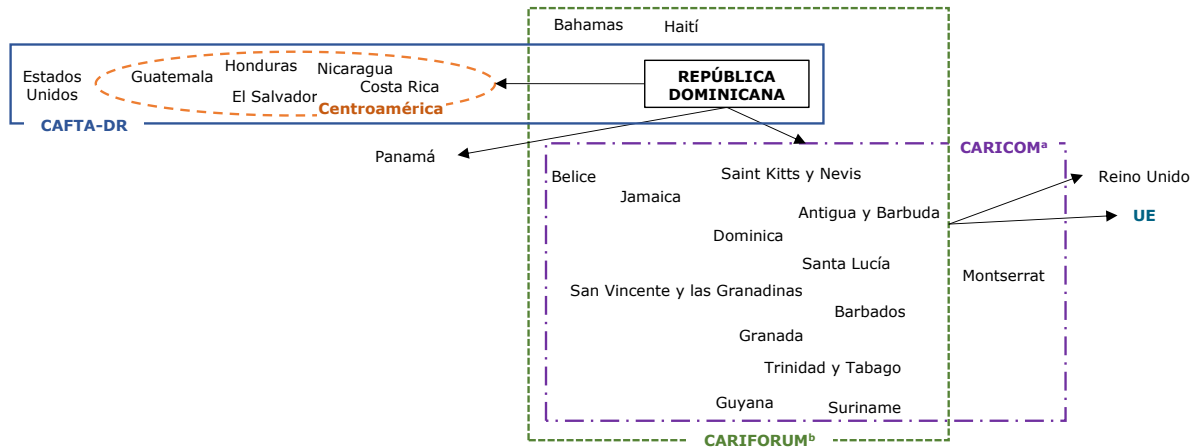 Bahamas
Haití
Estados
Unidos
Guatemala
Honduras
Nicaragua
Costa Rica
El Salvador
Centroamérica
REPÚBLICA
DOMINICANA
CAFTA-DR
Panamá
CARICOMᵃ
Belice
Saint Kitts y Nevis
Reino Unido
Jamaica
Antigua y Barbuda
UE
Dominica
Santa Lucía
Montserrat
San Vincente y las Granadinas
Barbados
Granada
Trinidad y Tabago
Guyana
Suriname
CARIFORUMᵇ